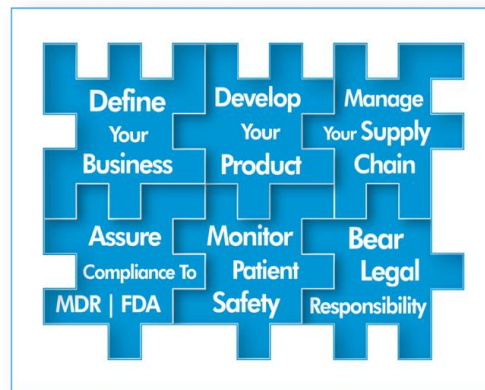 Define
Your
Business
Develop
Your
Product
Manage
Your Supply
Chain
Assure
Compliance To
MDR | FDA
Monitor
Patient
Safety
Bear
Legal
Responsibility